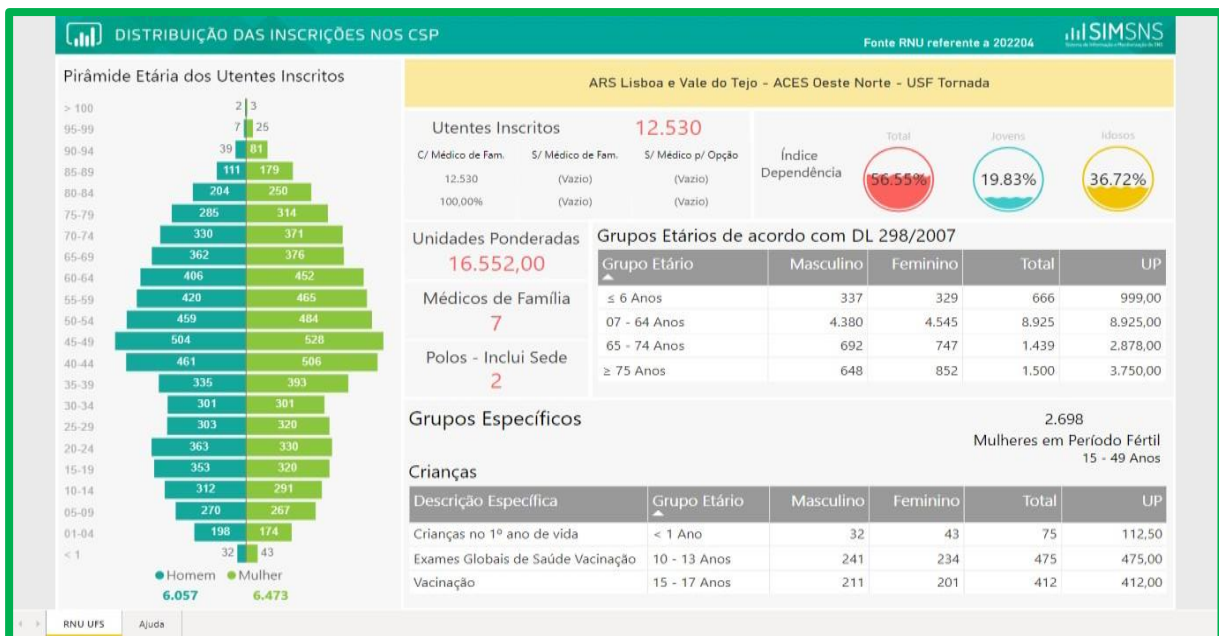 DISTRIBUIÇÃO DAS INSCRIÇÕES NOS CSP
Fonte RNU referente a 202204
SIMSNS
Pirâmide Etária dos Utentes Inscritos
> 100 2 3
95-99 7 25
90-94 39 81
85-89 111 179
80-84 204 250
75-79 285 314
70-74 330 371
65-69 362 376
60-64 406 452
55-59 420 465
50-54 459 484
45-49 504 528
40-44 461 506
35-39 335 393
30-34 301 301
25-29 303 320
20-24 363 330
15-19 353 320
10-14 312 291
05-09 270 267
01-04 198 174
< 1 32 43
Homem Mulher
6.057 6.473
ARS Lisboa e Vale do Tejo - ACES Oeste Norte - USF Tornada
Utentes Inscritos 12.530
C/ Médico de Fam. S/ Médico de Fam. S/ Médico p/ Opção
12.530 (Vazio) (Vazio)
100,00% (Vazio) (Vazio)
Índice Dependência
Total Jovens Idosos
56.55% 19.83% 36.72%
Unidades Ponderadas
16.552,00
Médicos de Família
7
Polos - Inclui Sede
2
Grupos Etários de acordo com DL 298/2007
Grupo Etário Masculino Feminino Total UP
≤ 6 Anos 337 329 666 999,00
07 - 64 Anos 4.380 4.545 8.925 8.925,00
65 - 74 Anos 692 747 1.439 2.878,00
≥ 75 Anos 648 852 1.500 3.750,00
Grupos Específicos
2.698
Mulheres em Período Fértil
15 - 49 Anos
Crianças
Descrição Específica Grupo Etário Masculino Feminino Total UP
Crianças no 1º ano de vida < 1 Ano 32 43 75 112,50
Exames Globais de Saúde Vacinação 10 - 13 Anos 241 234 475 475,00
Vacinação 15 - 17 Anos 211 201 412 412,00
RNU UFS Ajuda